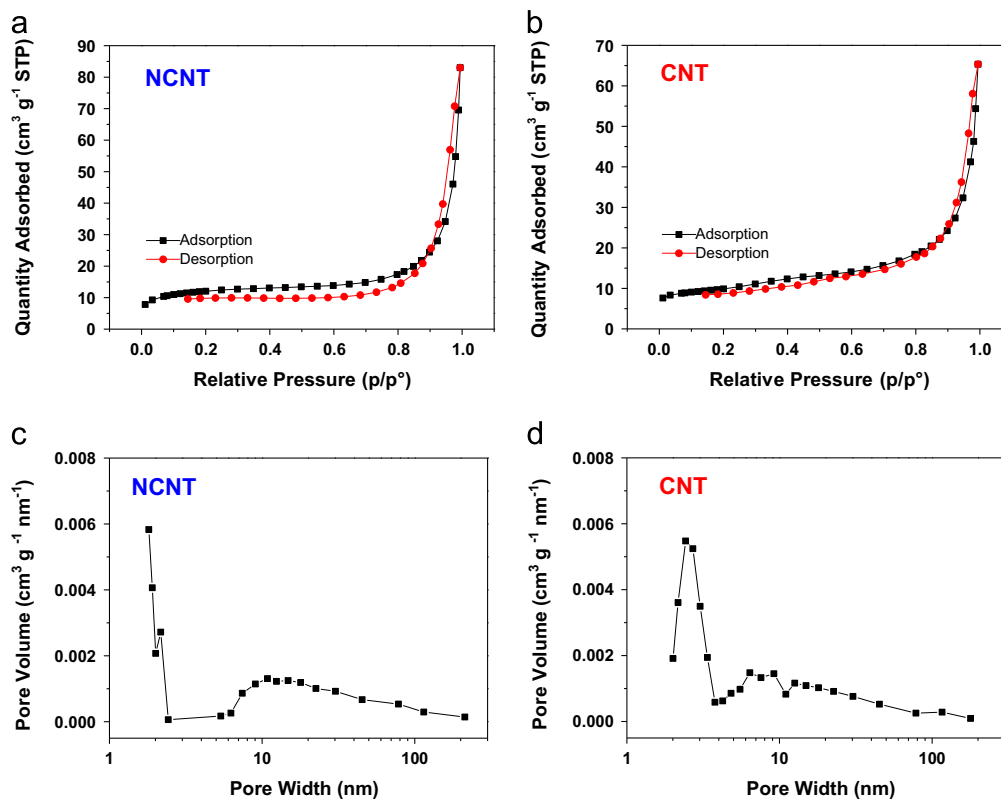 a
90
80
70
60
50
40
30
20
10
0
Quantity Adsorbed (cm³ g⁻¹ STP)
NCNT
Adsorption
Desorption
0.0 0.2 0.4 0.6 0.8 1.0
Relative Pressure (p/p°)
b
70
60
50
40
30
20
10
0
Quantity Adsorbed (cm³ g⁻¹ STP)
CNT
Adsorption
Desorption
0.0 0.2 0.4 0.6 0.8 1.0
Relative Pressure (p/p°)
c
0.008
0.006
0.004
0.002
0.000
Pore Volume (cm³ g⁻¹ nm⁻¹)
NCNT
1 10 100
Pore Width (nm)
d
0.008
0.006
0.004
0.002
0.000
Pore Volume (cm³ g⁻¹ nm⁻¹)
CNT
1 10 100
Pore Width (nm)